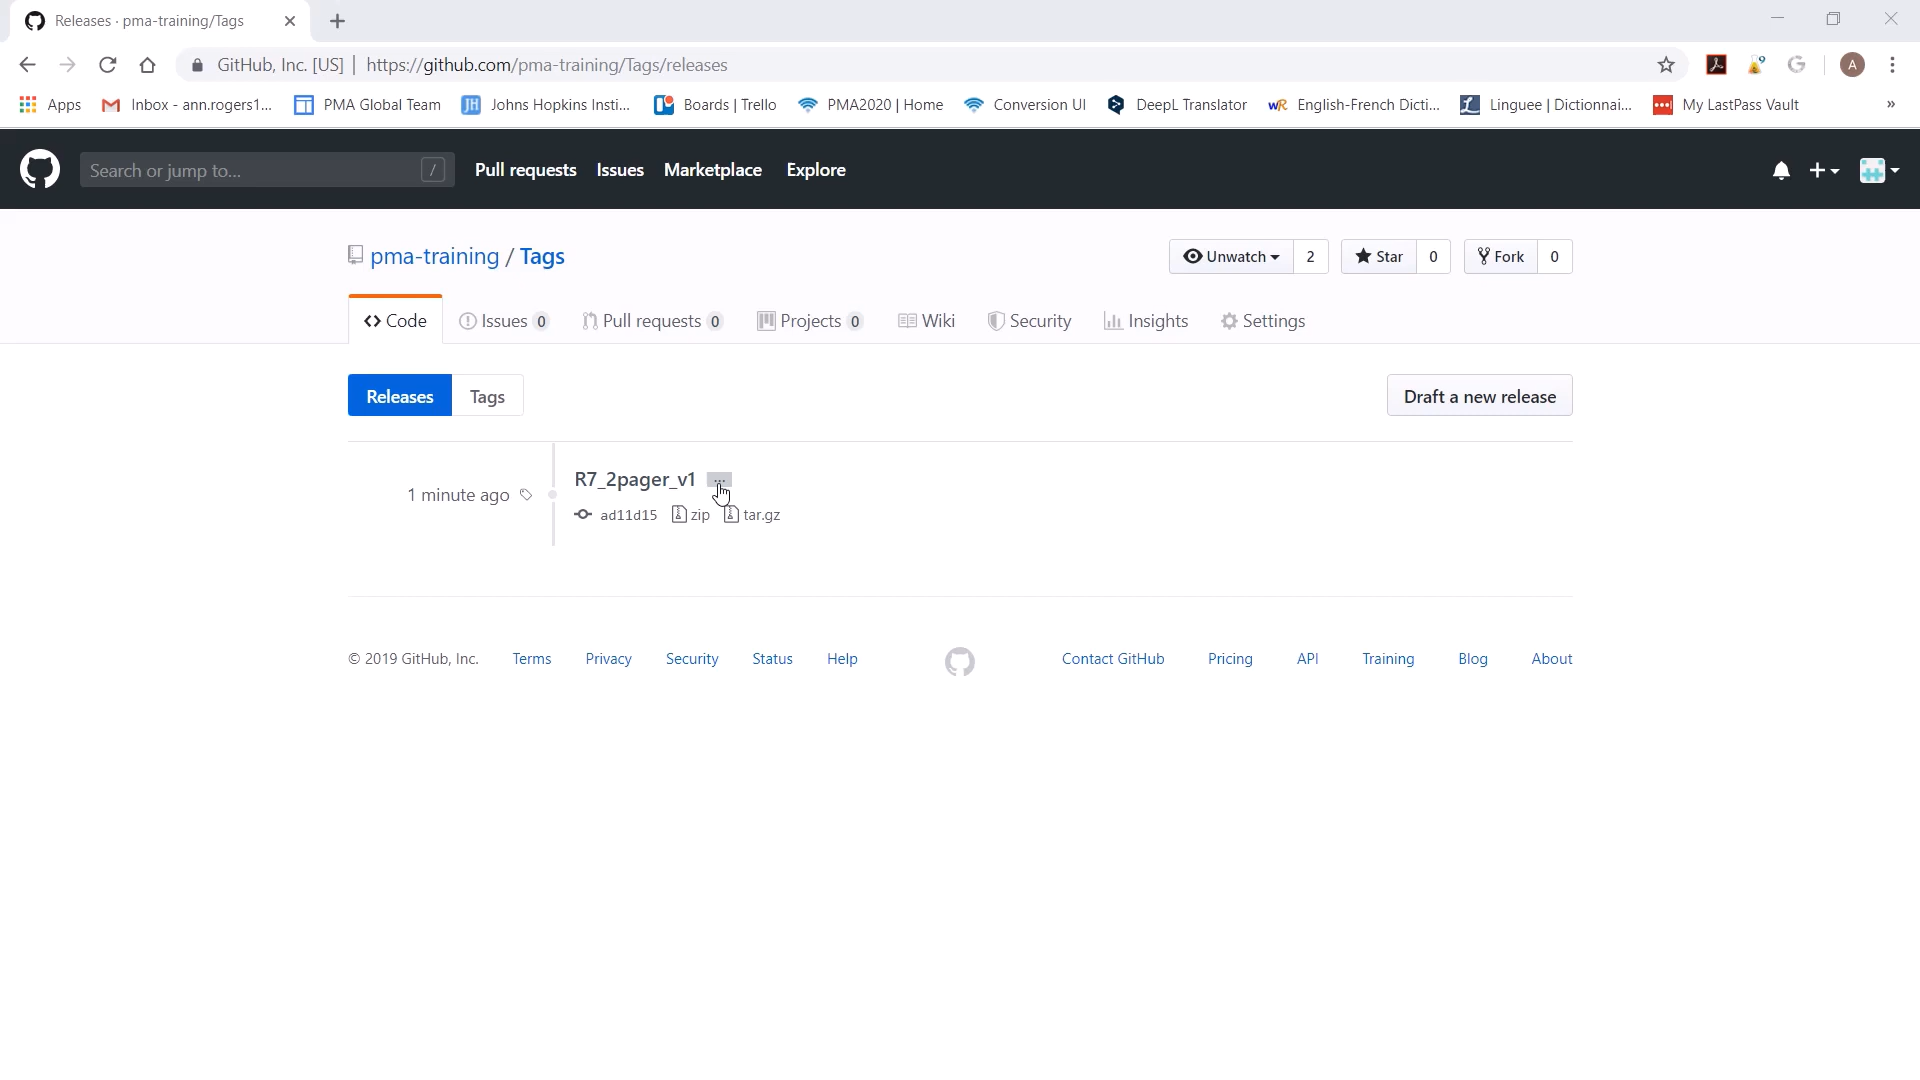 Releases · pma-training/Tags
GitHub, Inc. [US] | https://github.com/pma-training/Tags/releases
A
Apps Inbox - ann.rogers1... PMA Global Team JH Johns Hopkins Insti... Boards | Trello PMA2020 | Home Conversion UI DeepL Translator WR English-French Dicti... Linguee | Dictionnai... My LastPass Vault »
Search or jump to... / Pull requests Issues Marketplace Explore
pma-training / Tags Unwatch 2 Star 0 Fork 0
Code Issues 0 Pull requests 0 Projects 0 Wiki Security Insights Settings
Releases Tags Draft a new release
R7_2pager_v1 ...
1 minute ago
ad11d15 zip tar.gz
© 2019 GitHub, Inc. Terms Privacy Security Status Help Contact GitHub Pricing API Training Blog About